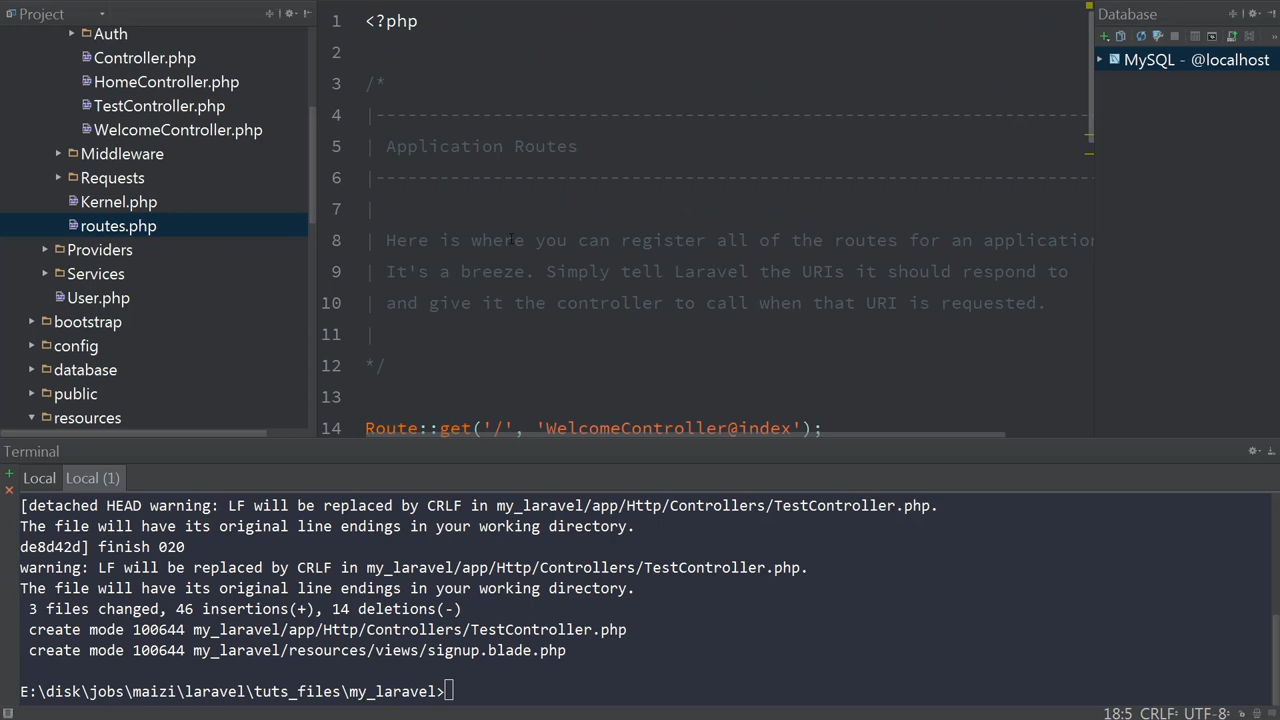 Project
Auth
Controller.php
HomeController.php
TestController.php
WelcomeController.php
Middleware
Requests
Kernel.php
routes.php
Providers
Services
User.php
bootstrap
config
database
public
resources
1 <?php
2
3 /*
4 |---------------------------------------------------------------------
5 | Application Routes
6 |---------------------------------------------------------------------
7 |
8 | Here is where you can register all of the routes for an application
9 | It's a breeze. Simply tell Laravel the URIs it should respond to
10 | and give it the controller to call when that URI is requested.
11 |
12 */
13
14 Route::get('/', 'WelcomeController@index');
Database
MySQL - @localhost
Terminal
Local Local (1)
[detached HEAD warning: LF will be replaced by CRLF in my_laravel/app/Http/Controllers/TestController.php.
The file will have its original line endings in your working directory.
de8d42d] finish 020
warning: LF will be replaced by CRLF in my_laravel/app/Http/Controllers/TestController.php.
The file will have its original line endings in your working directory.
3 files changed, 46 insertions(+), 14 deletions(-)
create mode 100644 my_laravel/app/Http/Controllers/TestController.php
create mode 100644 my_laravel/resources/views/signup.blade.php
E:\disk\jobs\maizi\laravel\tuts_files\my_laravel>
18:5 CRLF÷ UTF-8÷